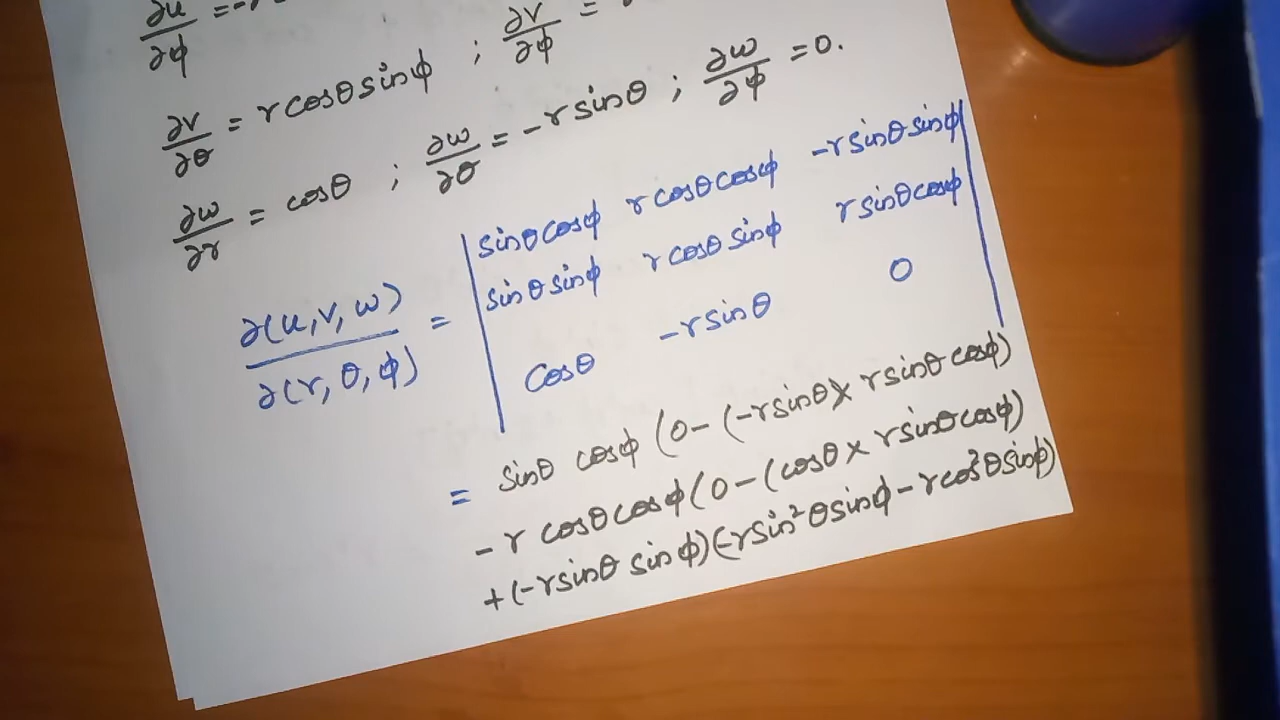 ∂u/∂φ = -r
∂v/∂θ = r cosθ sinφ ; ∂v/∂φ =
∂w/∂r = cosθ ; ∂w/∂θ = -r sinθ ; ∂w/∂φ = 0.
∂(u,v,w)/∂(r,θ,φ) = | sinθ cosφ r cosθ cosφ -r sinθ sinφ |
| sinθ sinφ r cosθ sinφ r sinθ cosφ |
| cosθ -r sinθ 0 |
= sinθ cosφ (0 - (-r sinθ) × r sinθ cosφ)
- r cosθ cosφ (0 - (cosθ × r sinθ cosφ)
+ (-r sinθ sinφ) (-r sin²θ sinφ - r cos²θ sinφ)